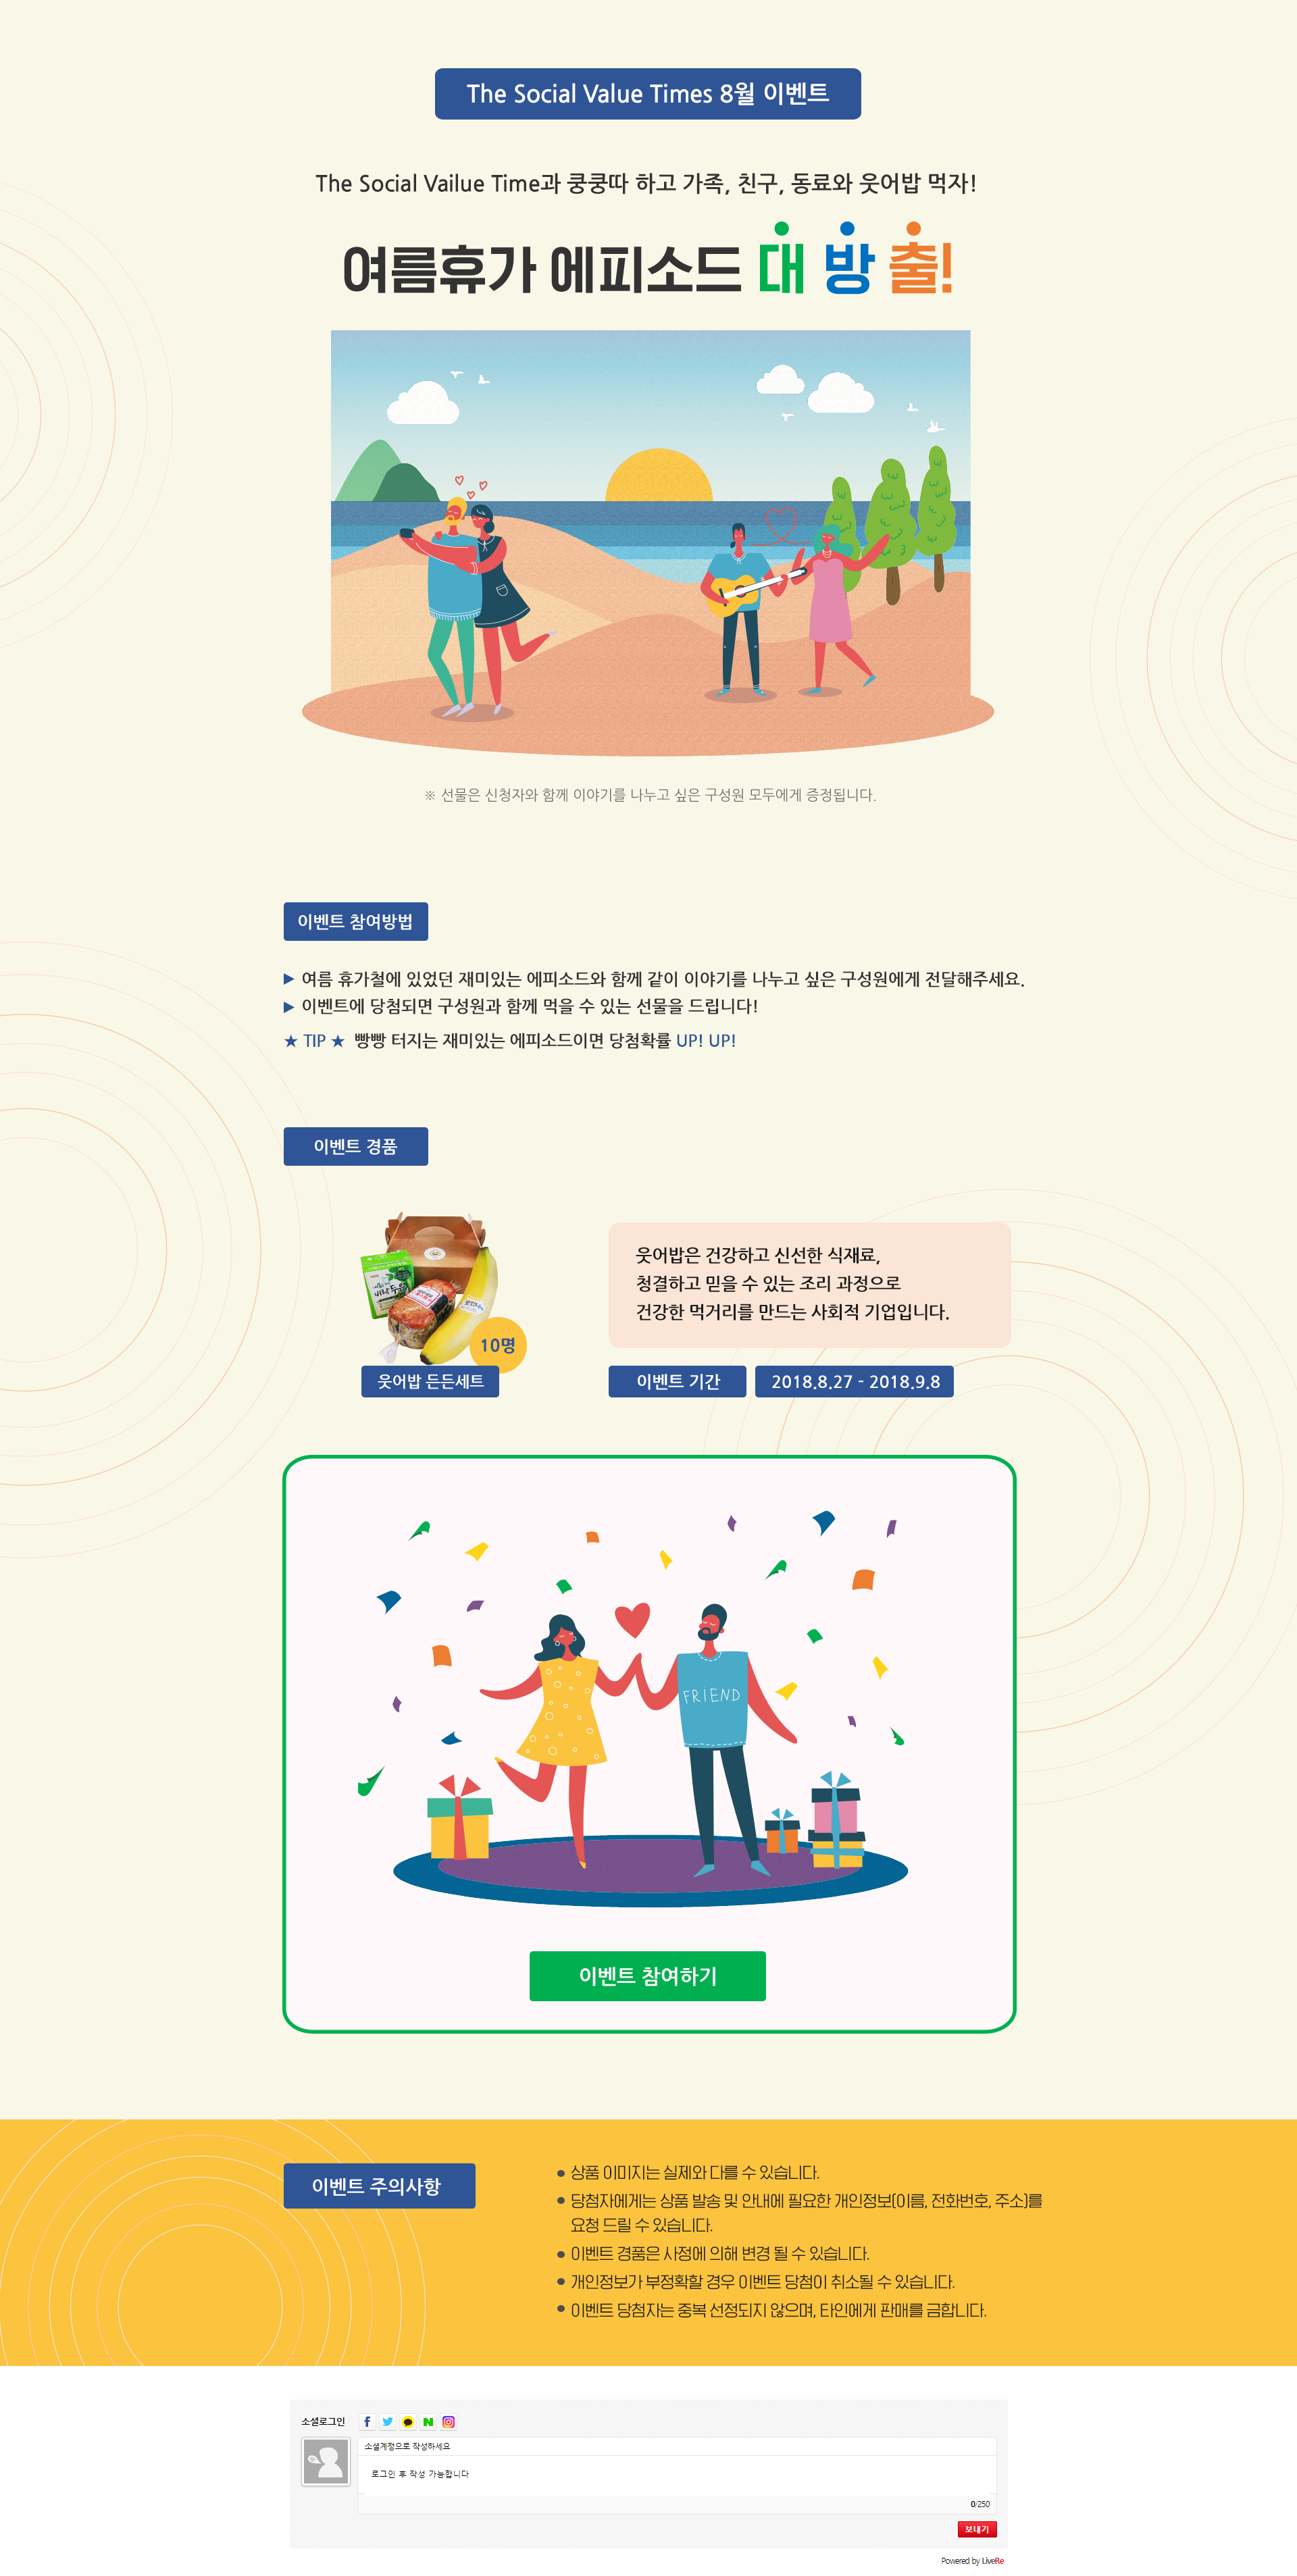 The Social Value Times 8월 이벤트
The Social Vailue Time과 쿵쿵따 하고 가족, 친구, 동료와 웃어밥 먹자!
여름휴가 에피소드 대 방 출!
※ 선물은 신청자와 함께 이야기를 나누고 싶은 구성원 모두에게 증정됩니다.
이벤트 참여방법
▶ 여름 휴가철에 있었던 재미있는 에피소드와 함께 같이 이야기를 나누고 싶은 구성원에게 전달해주세요.
▶ 이벤트에 당첨되면 구성원과 함께 먹을 수 있는 선물을 드립니다!
★ TIP ★ 빵빵 터지는 재미있는 에피소드이면 당첨확률 UP! UP!
이벤트 경품
10명
웃어밥 든든세트
웃어밥은 건강하고 신선한 식재료,
청결하고 믿을 수 있는 조리 과정으로
건강한 먹거리를 만드는 사회적 기업입니다.
이벤트 기간 2018.8.27 - 2018.9.8
FRIEND
이벤트 참여하기
이벤트 주의사항
● 상품 이미지는 실제와 다를 수 있습니다.
● 당첨자에게는 상품 발송 및 안내에 필요한 개인정보(이름, 전화번호, 주소)를
요청 드릴 수 있습니다.
● 이벤트 경품은 사정에 의해 변경 될 수 있습니다.
● 개인정보가 부정확할 경우 이벤트 당첨이 취소될 수 있습니다.
● 이벤트 당첨자는 중복 선정되지 않으며, 타인에게 판매를 금합니다.
소셜로그인
소셜계정으로 작성하세요
로그인 후 작성 가능합니다
0/250
보내기
Powered by LiveRe